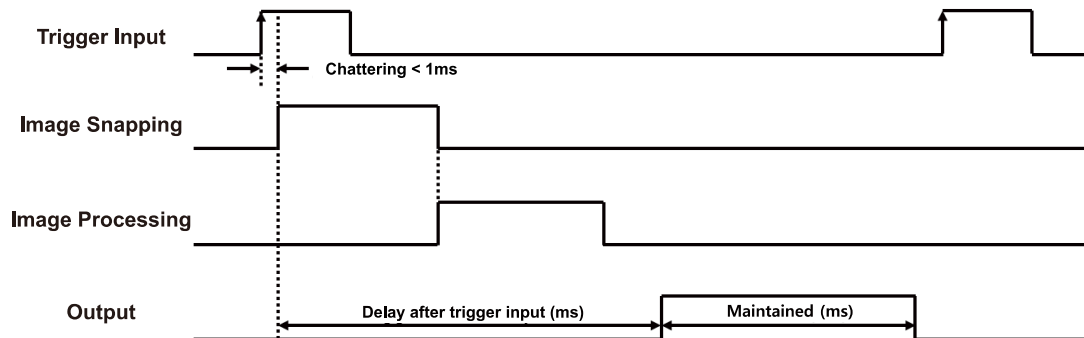 Trigger Input
Chattering < 1ms
Image Snapping
Image Processing
Output
Delay after trigger input (ms)
Maintained (ms)